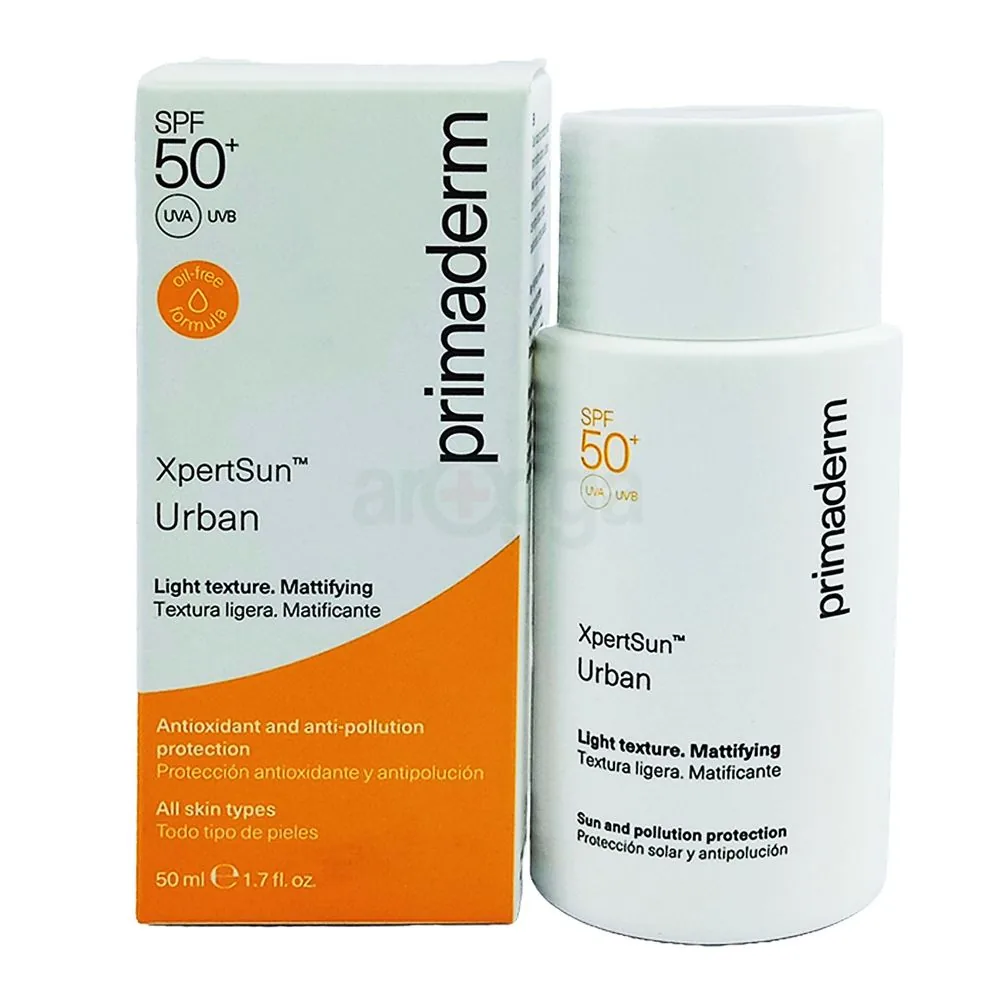 SPF
50+
UVA UVB
oil-free
formula
primaderm
XpertSun™
Urban
Light texture. Mattifying
Textura ligera. Matificante
Antioxidant and anti-pollution
protection
Protección antioxidante y antipolución
All skin types
Todo tipo de pieles
50 ml ℮ 1.7 fl. oz.
SPF
50+
UVA UVB
primaderm
XpertSun™
Urban
Light texture. Mattifying
Textura ligera. Matificante
Sun and pollution protection
Protección solar y antipolución
arogga